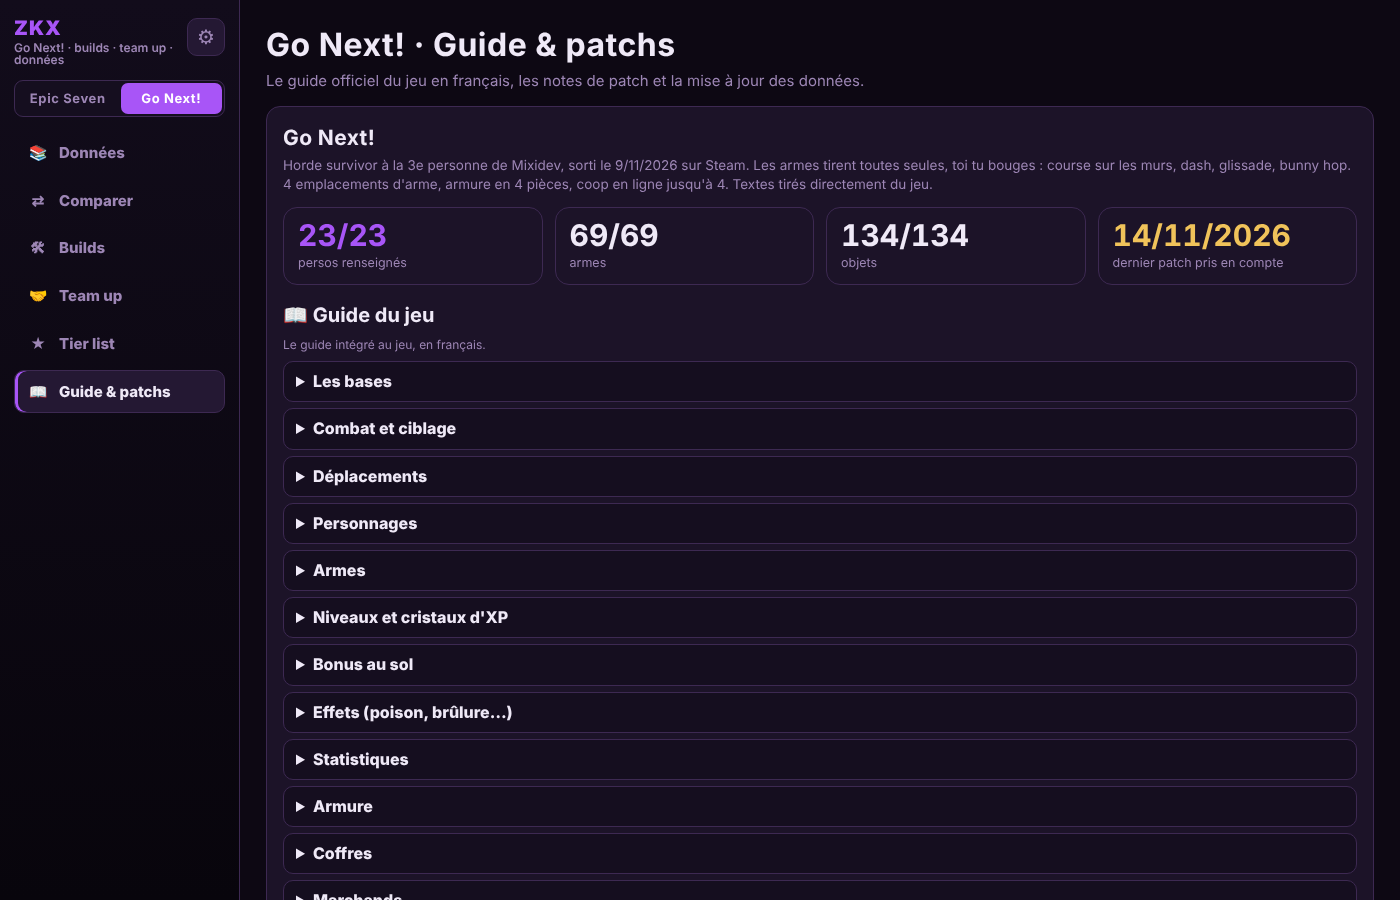 ZKX
Go Next! · builds · team up ·
données
Epic Seven
Go Next!
Données
Comparer
Builds
Team up
Tier list
Guide & patchs
Go Next! · Guide & patchs
Le guide officiel du jeu en français, les notes de patch et la mise à jour des données.
Go Next!
Horde survivor à la 3e personne de Mixidev, sorti le 9/11/2026 sur Steam. Les armes tirent toutes seules, toi tu bouges : course sur les murs, dash, glissade, bunny hop.
4 emplacements d'arme, armure en 4 pièces, coop en ligne jusqu'à 4. Textes tirés directement du jeu.
23/23
persos renseignés
69/69
armes
134/134
objets
14/11/2026
dernier patch pris en compte
Guide du jeu
Le guide intégré au jeu, en français.
Les bases
Combat et ciblage
Déplacements
Personnages
Armes
Niveaux et cristaux d'XP
Bonus au sol
Effets (poison, brûlure...)
Statistiques
Armure
Coffres
Marchands